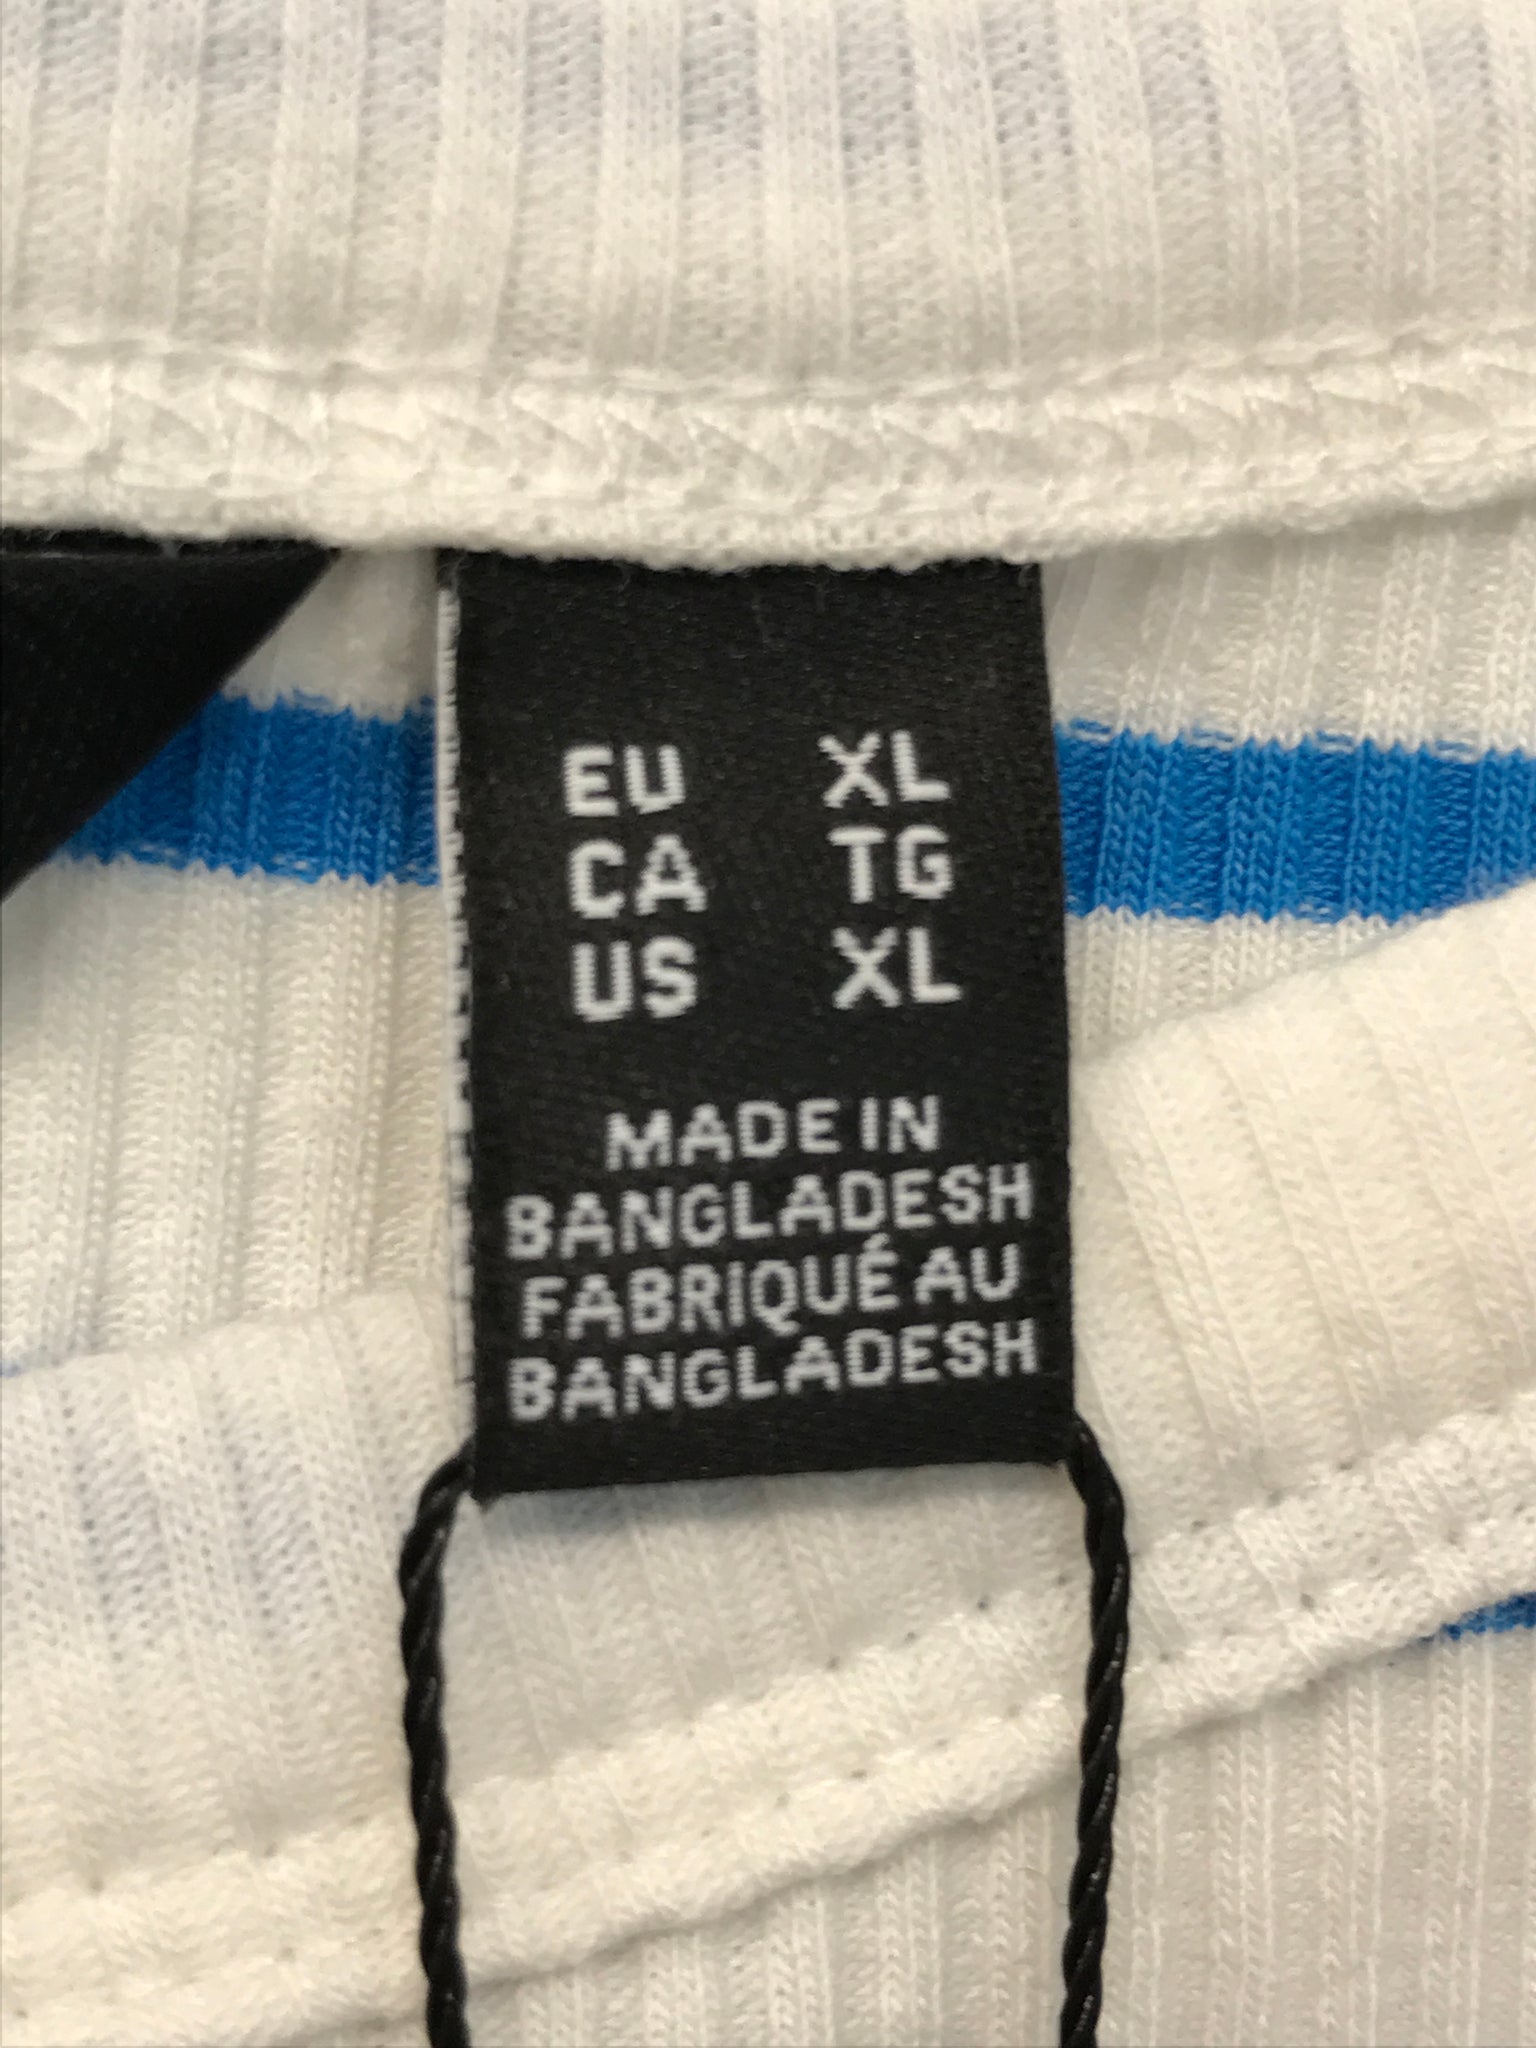 EU XL
CA TG
US XL
MADE IN
BANGLADESH
FABRIQUÉ AU
BANGLADESH